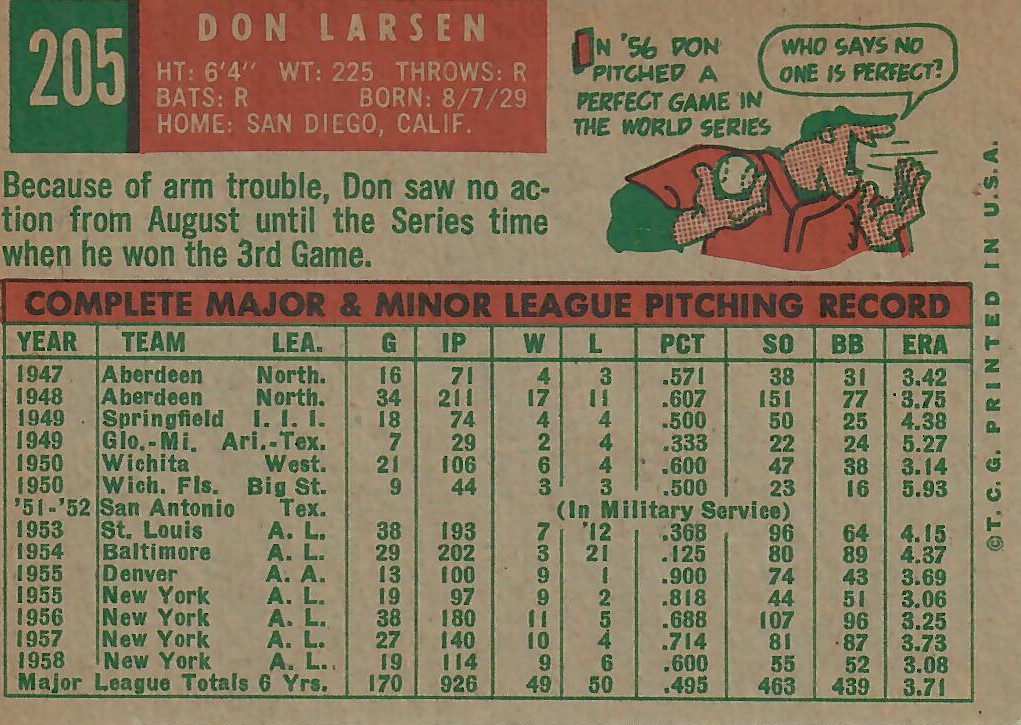 205
DON LARSEN
HT: 6'4" WT: 225 THROWS: R
BATS: R BORN: 8/7/29
HOME: SAN DIEGO, CALIF.
IN '56 DON
PITCHED A
PERFECT GAME IN
THE WORLD SERIES
WHO SAYS NO
ONE IS PERFECT?
Because of arm trouble, Don saw no ac-
tion from August until the Series time
when he won the 3rd Game.
COMPLETE MAJOR & MINOR LEAGUE PITCHING RECORD
YEAR TEAM LEA. G IP W L PCT SO BB ERA
1947 Aberdeen North. 16 71 4 3 .571 38 31 3.42
1948 Aberdeen North. 34 211 17 11 .607 151 77 3.75
1949 Springfield I. I. I. 18 74 4 4 .500 50 25 4.38
1949 Glo.-Mi. Ari.-Tex. 7 29 2 4 .333 22 24 5.27
1950 Wichita West. 21 106 6 4 .600 47 38 3.14
1950 Wich. Fls. Big St. 9 44 3 3 .500 23 16 5.93
'51-'52 San Antonio Tex. (In Military Service)
1953 St. Louis A. L. 38 193 7 12 .368 96 64 4.15
1954 Baltimore A. L. 29 202 3 21 .125 80 89 4.37
1955 Denver A. A. 13 100 9 1 .900 74 43 3.69
1955 New York A. L. 19 97 9 2 .818 44 51 3.06
1956 New York A. L. 38 180 11 5 .688 107 96 3.25
1957 New York A. L. 27 140 10 4 .714 81 87 3.73
1958 New York A. L. 19 114 9 6 .600 55 52 3.08
Major League Totals 6 Yrs. 170 926 49 50 .495 463 439 3.71
©T. C. G. PRINTED IN U.S.A.